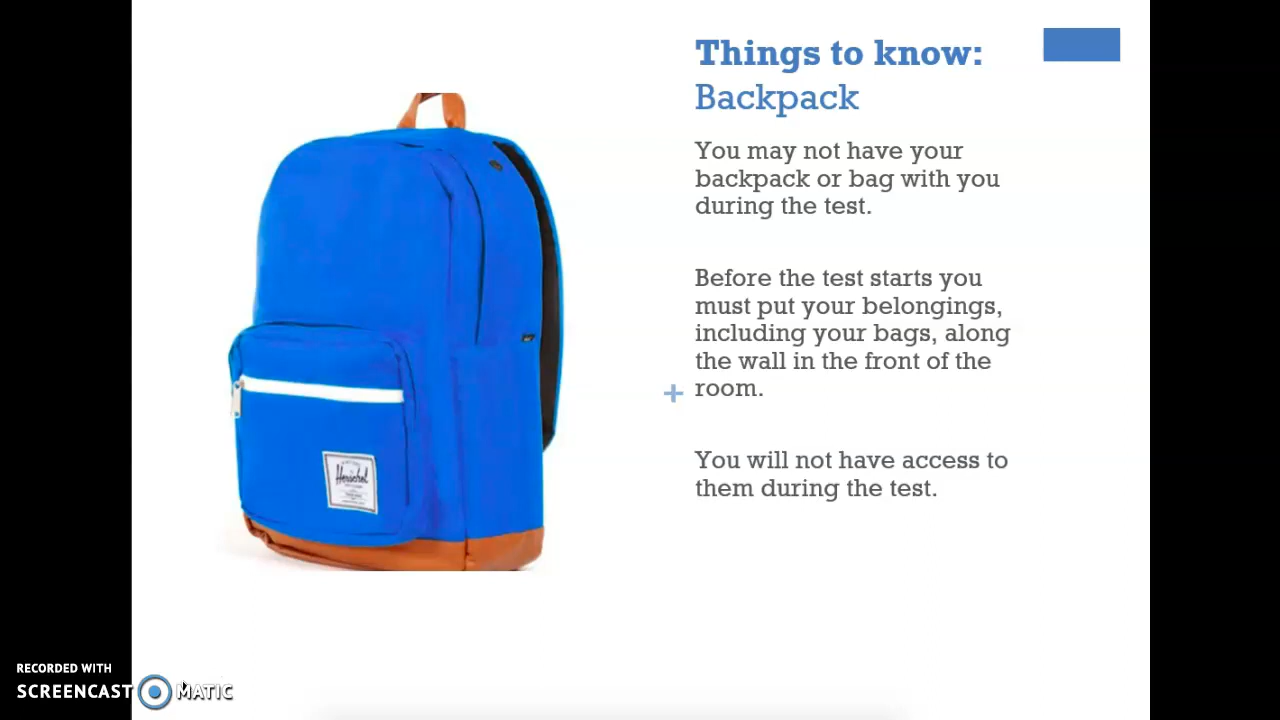 Things to know:
Backpack
You may not have your
backpack or bag with you
during the test.
Before the test starts you
must put your belongings,
including your bags, along
the wall in the front of the
room.
You will not have access to
them during the test.
Herschel
RECORDED WITH
SCREENCAST MATIC